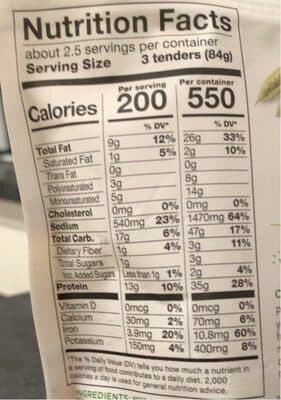 Nutrition Facts
about 2.5 servings per container
Serving Size 3 tenders (84g)
Per serving Per container
Calories 200 550
% DV* % DV*
Total Fat 9g 12% 26g 33%
Saturated Fat 1g 5% 2g 10%
Trans Fat 0g 0g
Polyunsaturated 3g 8g
Monounsaturated 5g 14g
Cholesterol 0mg 0% 0mg 0%
Sodium 540mg 23% 1470mg 64%
Total Carb. 17g 6% 47g 17%
Dietary Fiber 1g 4% 3g 11%
Total Sugars 1g 3g
Incl. Added Sugars Less than 1g 1% 2g 4%
Protein 13g 10% 35g 28%
Vitamin D 0mcg 0% 0mcg 0%
Calcium 30mg 2% 70mg 6%
Iron 3.9mg 20% 10.8mg 60%
Potassium 150mg 4% 400mg 8%
*The % Daily Value (DV) tells you how much a nutrient in
a serving of food contributes to a daily diet. 2,000
calories a day is used for general nutrition advice.
INGREDIENTS: